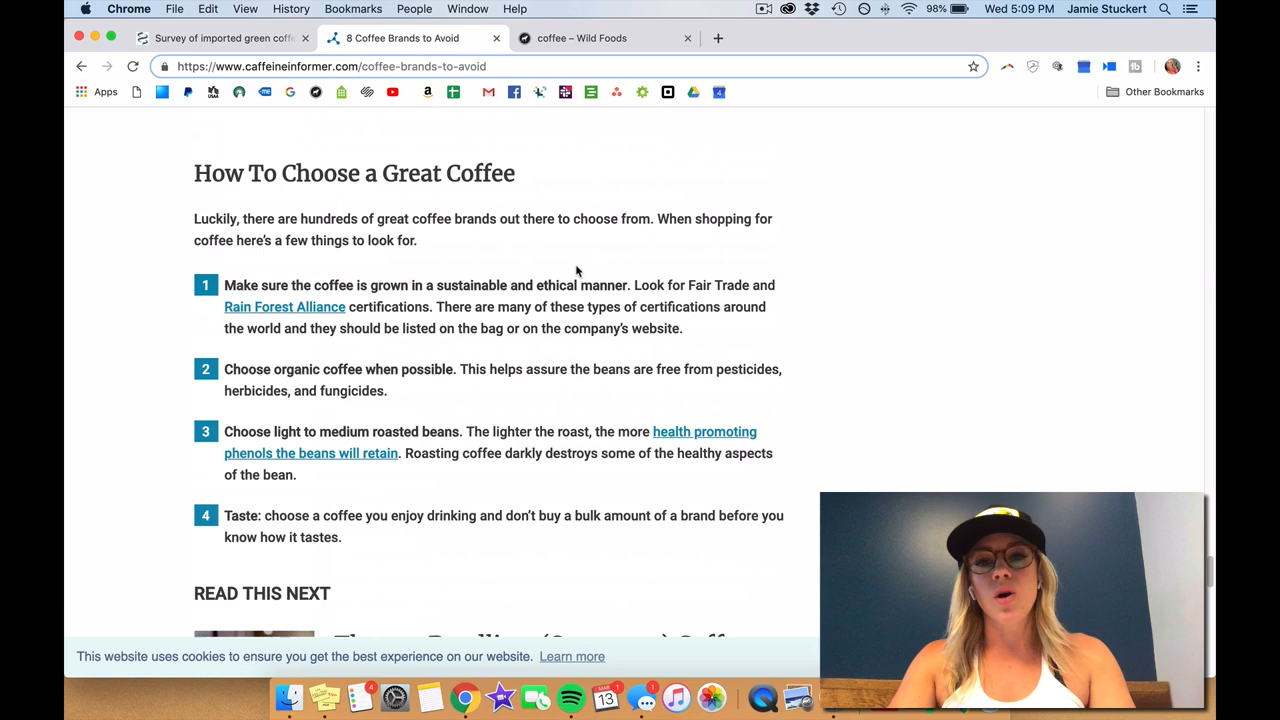 Chrome File Edit View History Bookmarks People Window Help 98% Wed 5:09 PM Jamie Stuckert
Survey of imported green coffe 8 Coffee Brands to Avoid coffee – Wild Foods
https://www.caffeineinformer.com/coffee-brands-to-avoid
Apps Other Bookmarks
How To Choose a Great Coffee
Luckily, there are hundreds of great coffee brands out there to choose from. When shopping for
coffee here's a few things to look for.
1 Make sure the coffee is grown in a sustainable and ethical manner. Look for Fair Trade and
Rain Forest Alliance certifications. There are many of these types of certifications around
the world and they should be listed on the bag or on the company's website.
2 Choose organic coffee when possible. This helps assure the beans are free from pesticides,
herbicides, and fungicides.
3 Choose light to medium roasted beans. The lighter the roast, the more health promoting
phenols the beans will retain. Roasting coffee darkly destroys some of the healthy aspects
of the bean.
4 Taste: choose a coffee you enjoy drinking and don't buy a bulk amount of a brand before you
know how it tastes.
READ THIS NEXT
This website uses cookies to ensure you get the best experience on our website. Learn more